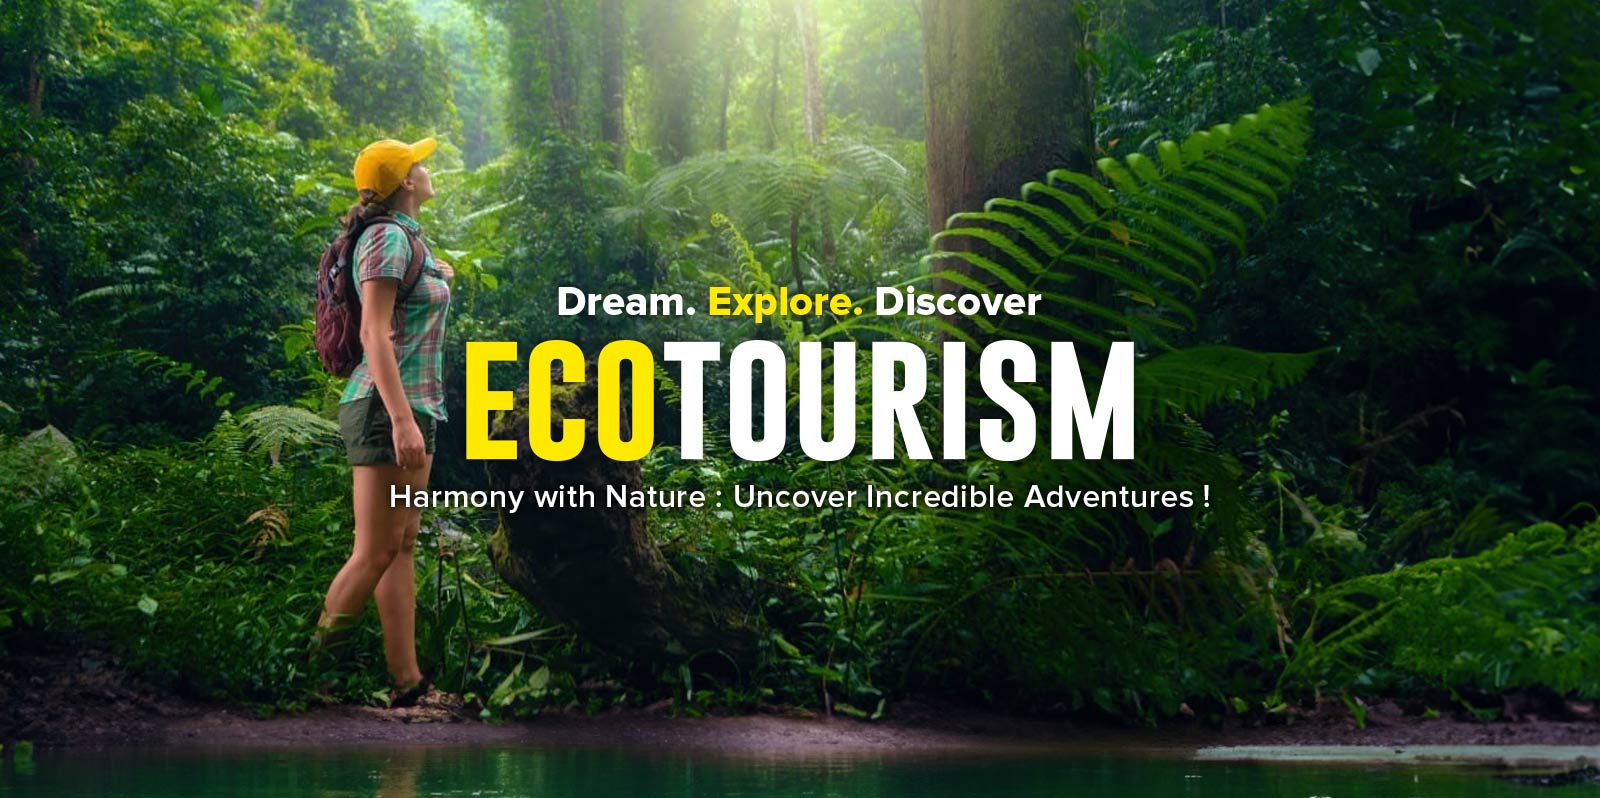 Dream. Explore. Discover
ECOTOURISM
Harmony with Nature : Uncover Incredible Adventures !